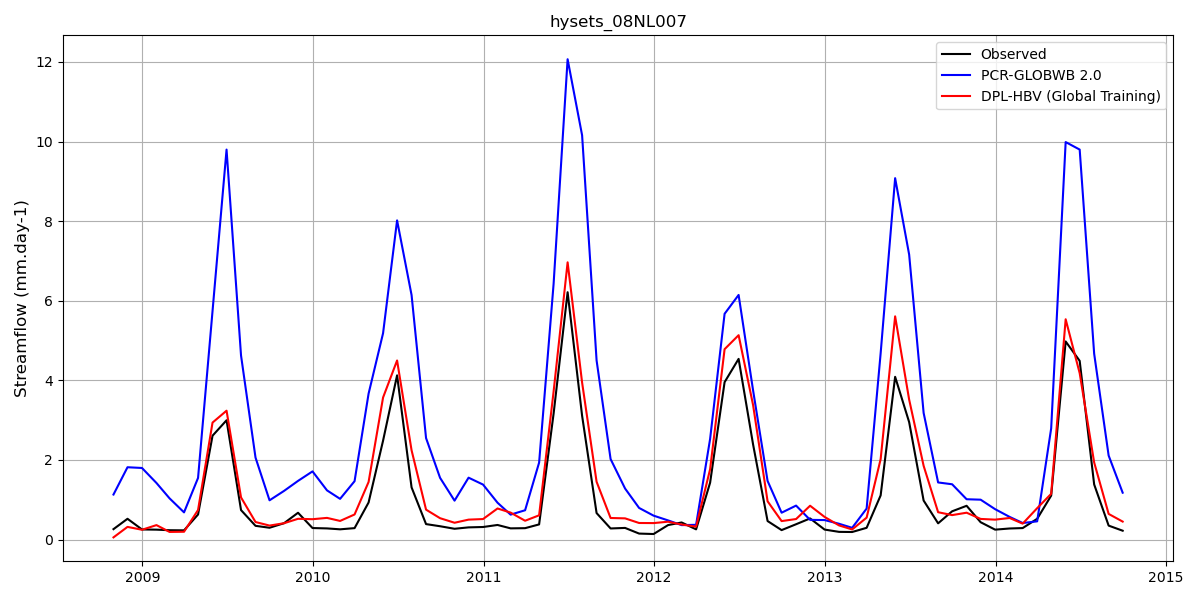 hysets_08NL007
Streamflow (mm.day-1)
12
10
8
6
4
2
0
Observed
PCR-GLOBWB 2.0
DPL-HBV (Global Training)
2009 2010 2011 2012 2013 2014 2015